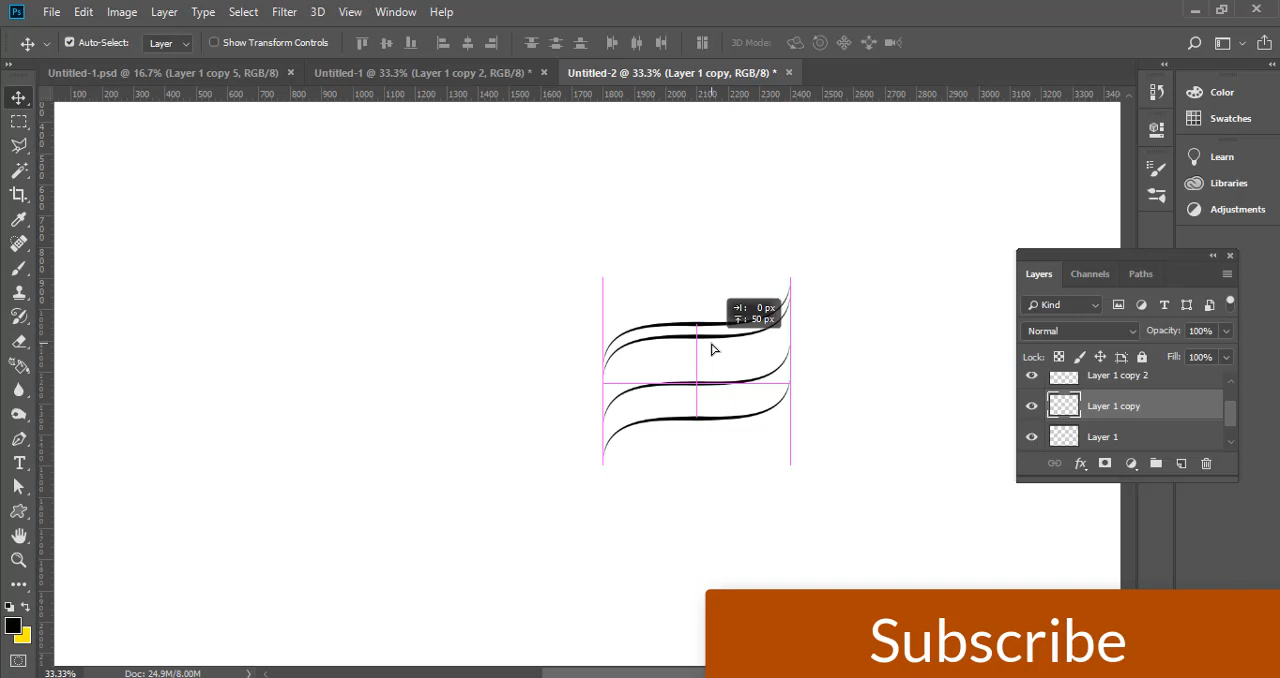 Ps File Edit Image Layer Type Select Filter 3D View Window Help
Auto-Select: Layer Show Transform Controls 3D Mode:
Untitled-1.psd @ 16.7% (Layer 1 copy 5, RGB/8) Untitled-1 @ 33.3% (Layer 1 copy 2, RGB/8) * Untitled-2 @ 33.3% (Layer 1 copy, RGB/8) *
100 200 300 400 500 600 700 800 900 1000 1100 1200 1300 1400 1500 1600 1700 1800 1900 2000 2100 2200 2300 2400 2500 2600 2700 2800 2900 3000 3100 3200 3300
Color
Swatches
Learn
Libraries
Adjustments
0 px
50 px
Layers Channels Paths
Kind
Normal Opacity: 100%
Lock: Fill: 100%
Layer 1 copy 2
Layer 1 copy
Layer 1
fx
33.33% Doc: 24.9M/8.00M
Subscribe